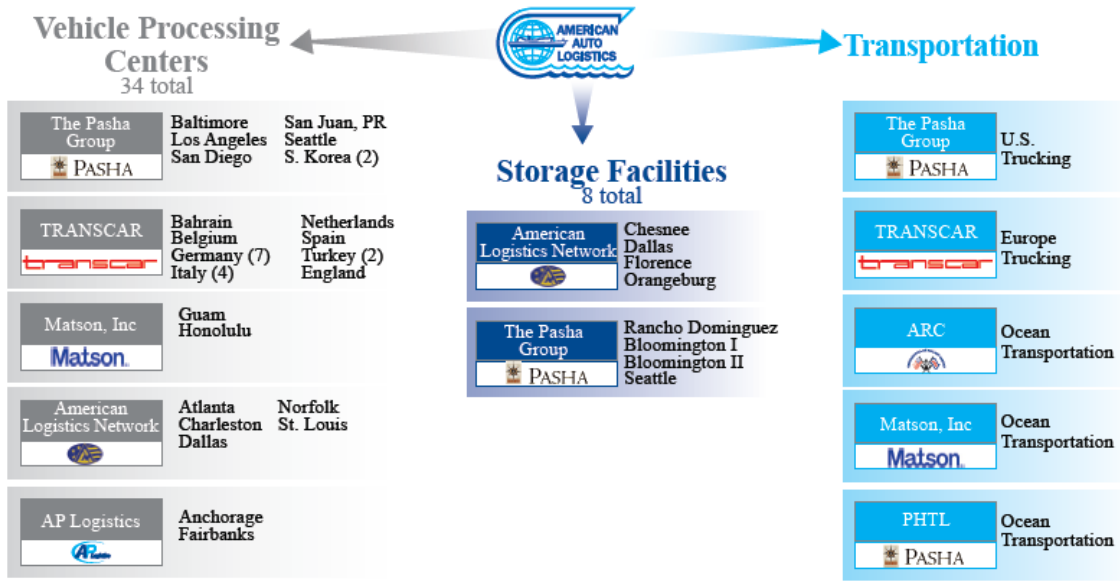 AMERICAN
AUTO
LOGISTICS
Vehicle Processing
Centers
34 total
The Pasha
Group
PASHA
Baltimore
Los Angeles
San Diego
San Juan, PR
Seattle
S. Korea (2)
TRANSCAR
transcar
Bahrain
Belgium
Germany (7)
Italy (4)
Netherlands
Spain
Turkey (2)
England
Matson, Inc
Matson
Guam
Honolulu
American
Logistics Network
Atlanta
Charleston
Dallas
Norfolk
St. Louis
AP Logistics
AP
Anchorage
Fairbanks
Storage Facilities
8 total
American
Logistics Network
Chesnee
Dallas
Florence
Orangeburg
The Pasha
Group
PASHA
Rancho Dominguez
Bloomington I
Bloomington II
Seattle
Transportation
The Pasha
Group
PASHA
U.S.
Trucking
TRANSCAR
transcar
Europe
Trucking
ARC
Ocean
Transportation
Matson, Inc
Matson
Ocean
Transportation
PHTL
PASHA
Ocean
Transportation